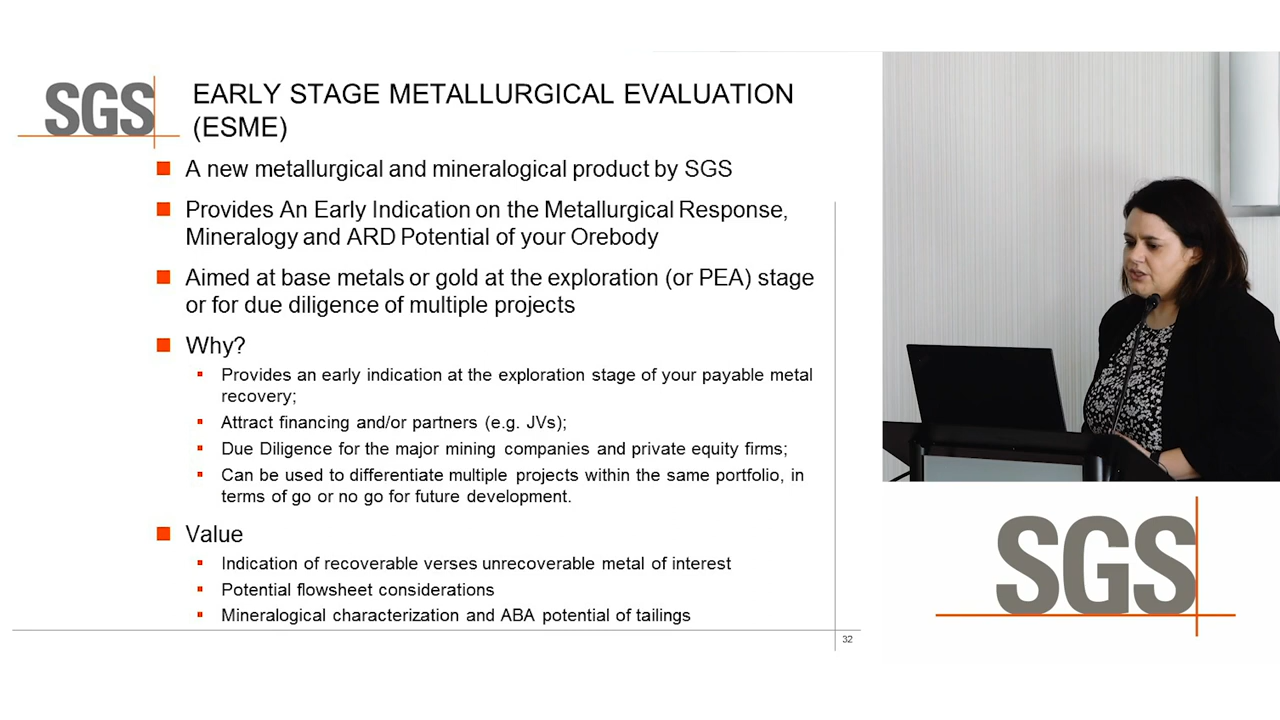 SGS
EARLY STAGE METALLURGICAL EVALUATION
(ESME)
A new metallurgical and mineralogical product by SGS
Provides An Early Indication on the Metallurgical Response,
Mineralogy and ARD Potential of your Orebody
Aimed at base metals or gold at the exploration (or PEA) stage
or for due diligence of multiple projects
Why?
Provides an early indication at the exploration stage of your payable metal
recovery;
Attract financing and/or partners (e.g. JVs);
Due Diligence for the major mining companies and private equity firms;
Can be used to differentiate multiple projects within the same portfolio, in
terms of go or no go for future development.
Value
Indication of recoverable verses unrecoverable metal of interest
Potential flowsheet considerations
Mineralogical characterization and ABA potential of tailings
32
SGS